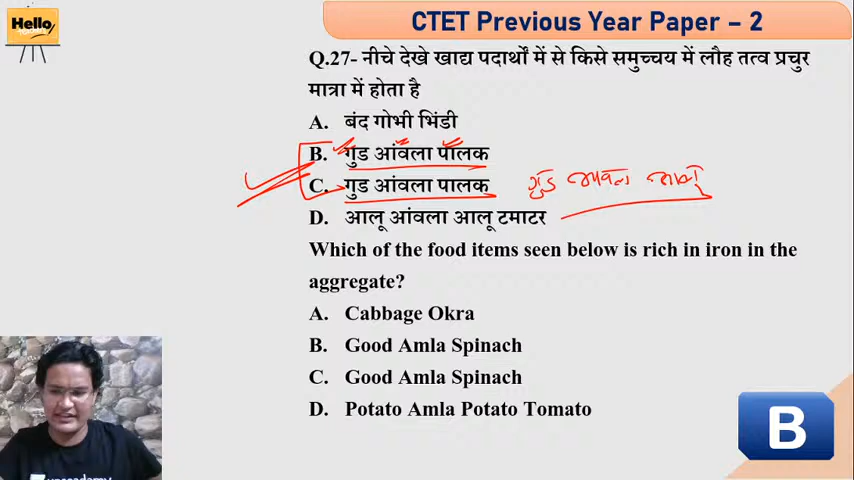 Hello
CTET Previous Year Paper – 2
Q.27- नीचे देखे खाद्य पदार्थों में से किसे समुच्चय में लौह तत्व प्रचुर
मात्रा में होता है
A. बंद गोभी भिंडी
B. गुड आंवला पालक
C. गुड आंवला पालक
गुड आंवला
D. आलू आंवला आलू टमाटर
Which of the food items seen below is rich in iron in the
aggregate?
A. Cabbage Okra
B. Good Amla Spinach
C. Good Amla Spinach
D. Potato Amla Potato Tomato
B